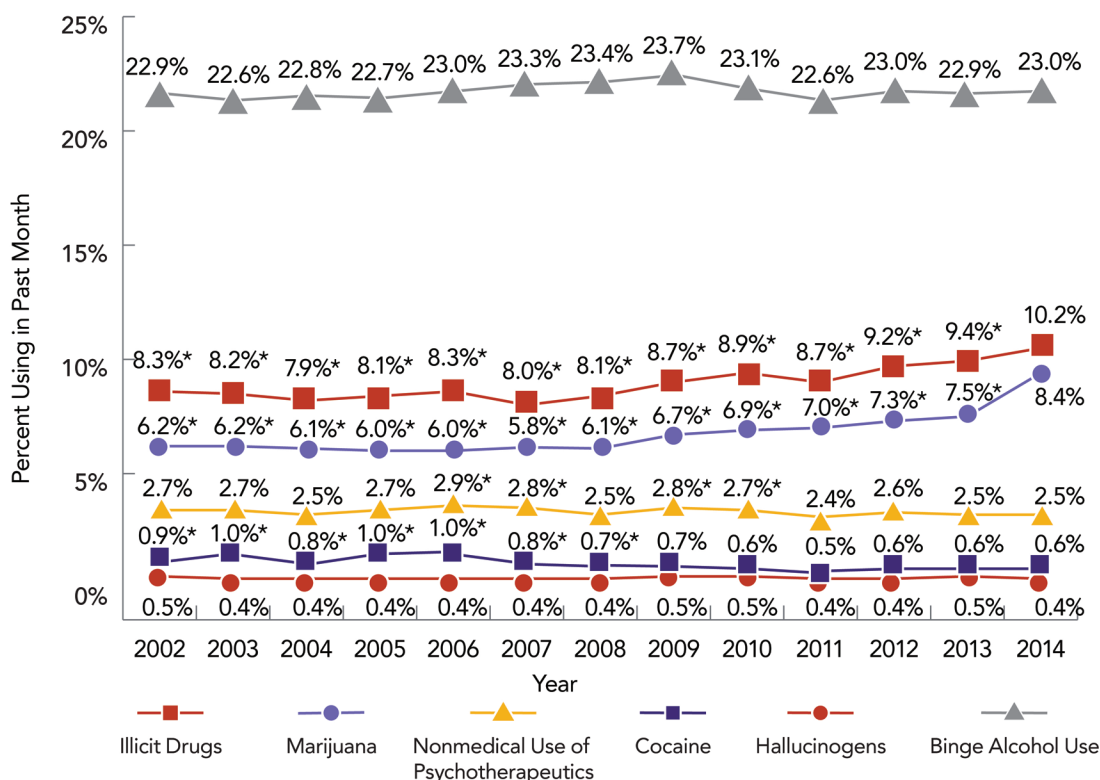 25%
20%
15%
10%
5%
0%
Percent Using in Past Month
22.9% 22.6% 22.8% 22.7% 23.0% 23.3% 23.4% 23.7% 23.1% 22.6% 23.0% 22.9% 23.0%
8.3%* 8.2%* 7.9%* 8.1%* 8.3%* 8.0%* 8.1%* 8.7%* 8.9%* 8.7%* 9.2%* 9.4%* 10.2%
6.2%* 6.2%* 6.1%* 6.0%* 6.0%* 5.8%* 6.1%* 6.7%* 6.9%* 7.0%* 7.3%* 7.5%* 8.4%
2.7% 2.7% 2.5% 2.7% 2.9%* 2.8%* 2.5% 2.8%* 2.7%* 2.4% 2.6% 2.5% 2.5%
0.9%* 1.0%* 0.8%* 1.0%* 1.0%* 0.8%* 0.7%* 0.7% 0.6% 0.5% 0.6% 0.6% 0.6%
0.5% 0.4% 0.4% 0.4% 0.4% 0.4% 0.4% 0.5% 0.5% 0.4% 0.4% 0.5% 0.4%
2002 2003 2004 2005 2006 2007 2008 2009 2010 2011 2012 2013 2014
Year
Illicit Drugs
Marijuana
Nonmedical Use of
Psychotherapeutics
Cocaine
Hallucinogens
Binge Alcohol Use